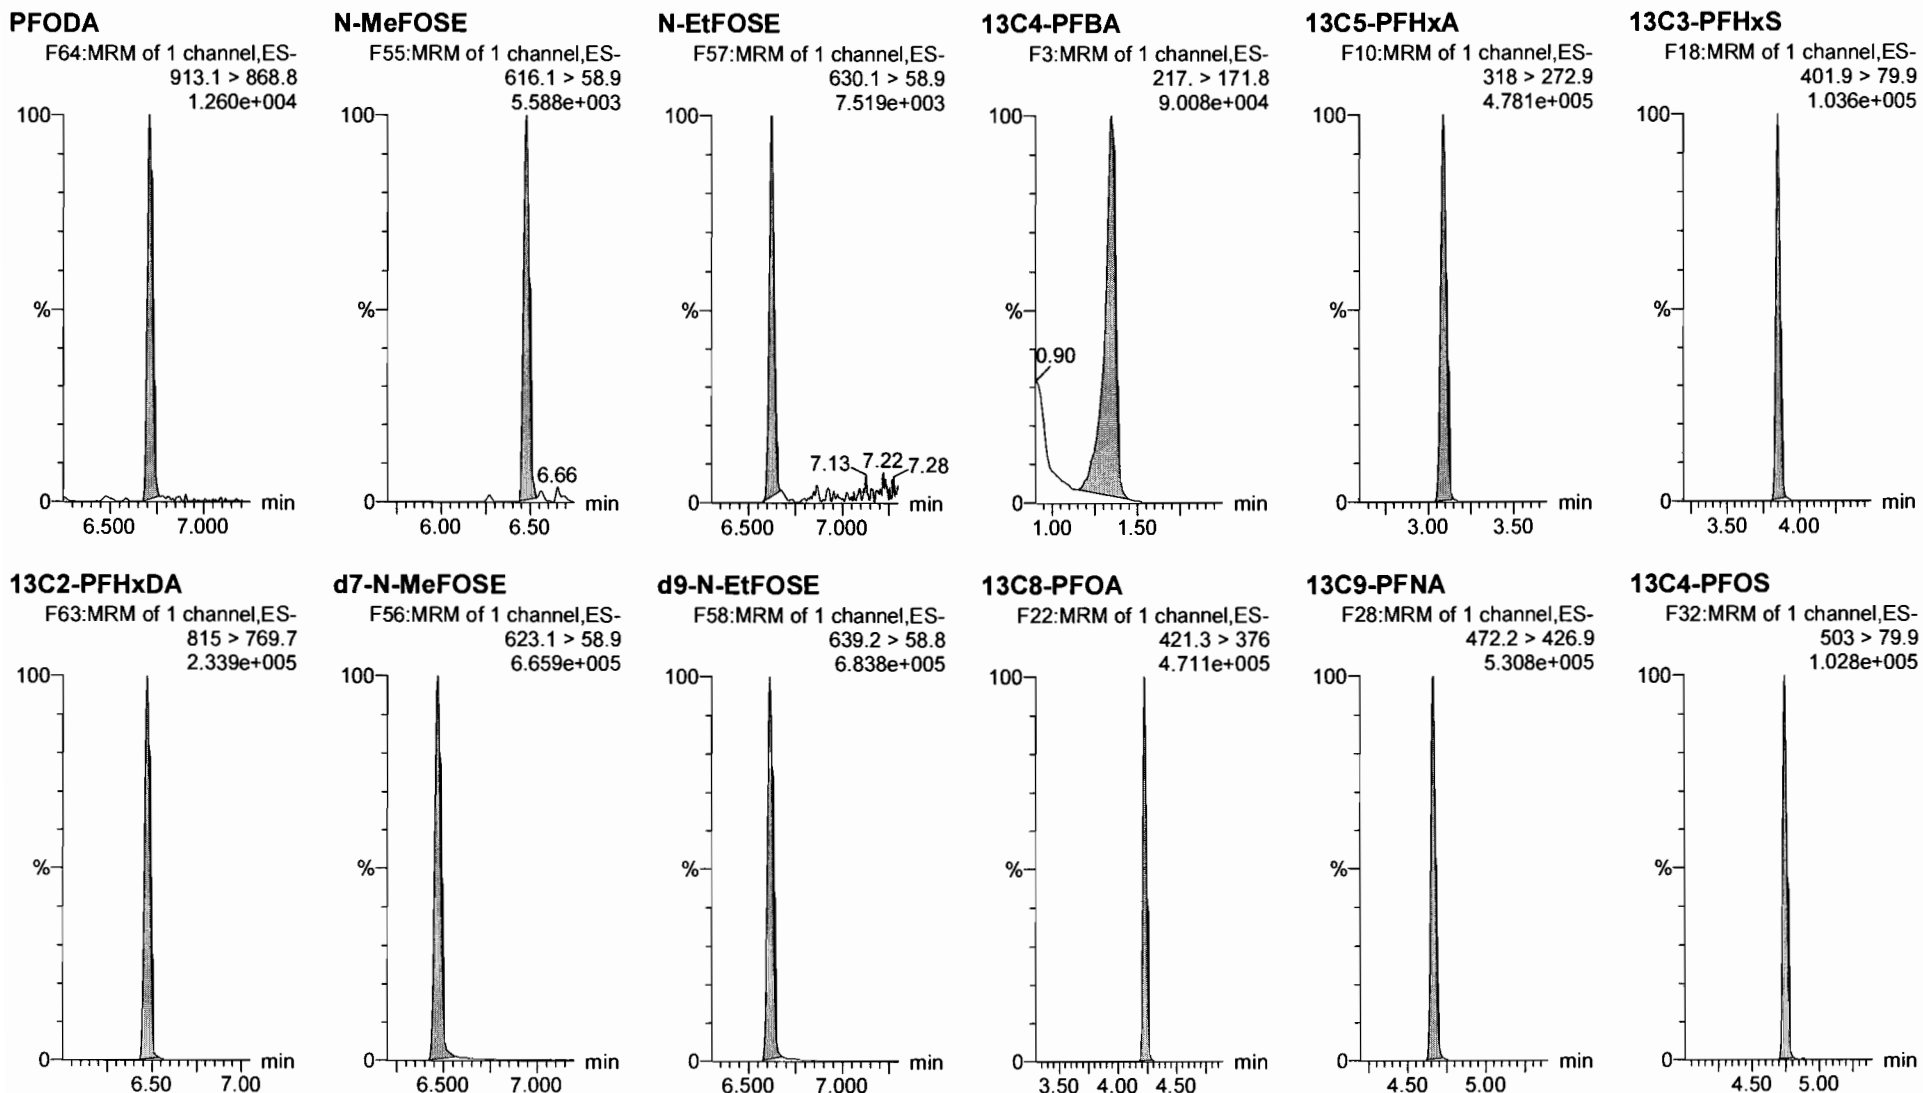 PFODA
F64:MRM of 1 channel,ES-
913.1 > 868.8
1.260e+004
100
%
0
6.500 7.000
min
N-MeFOSE
F55:MRM of 1 channel,ES-
616.1 > 58.9
5.588e+003
100
%
0
6.66
6.00 6.50
min
N-EtFOSE
F57:MRM of 1 channel,ES-
630.1 > 58.9
7.519e+003
100
%
0
7.13 7.22 7.28
6.500 7.000
min
13C4-PFBA
F3:MRM of 1 channel,ES-
217. > 171.8
9.008e+004
100
%
0
0.90
1.00 1.50
min
13C5-PFHxA
F10:MRM of 1 channel,ES-
318 > 272.9
4.781e+005
100
%
0
3.00 3.50
min
13C3-PFHxS
F18:MRM of 1 channel,ES-
401.9 > 79.9
1.036e+005
100
%
0
3.50 4.00
min
13C2-PFHxDA
F63:MRM of 1 channel,ES-
815 > 769.7
2.339e+005
100
%
0
6.50 7.00
min
d7-N-MeFOSE
F56:MRM of 1 channel,ES-
623.1 > 58.9
6.659e+005
100
%
0
6.500 7.000
min
d9-N-EtFOSE
F58:MRM of 1 channel,ES-
639.2 > 58.8
6.838e+005
100
%
0
6.500 7.000
min
13C8-PFOA
F22:MRM of 1 channel,ES-
421.3 > 376
4.711e+005
100
%
0
3.50 4.00 4.50
min
13C9-PFNA
F28:MRM of 1 channel,ES-
472.2 > 426.9
5.308e+005
100
%
0
4.50 5.00
min
13C4-PFOS
F32:MRM of 1 channel,ES-
503 > 79.9
1.028e+005
100
%
0
4.50 5.00
min